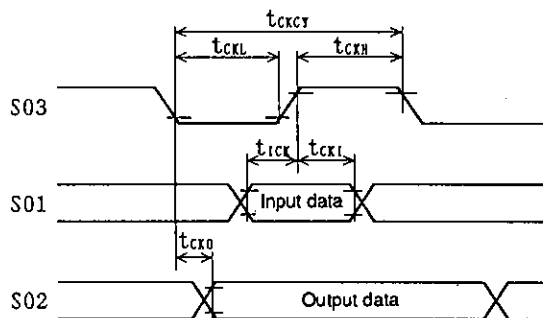 tCKCY
tCKL
tCKH
S03
tICK
tCKI
S01
Input data
tCKO
S02
Output data